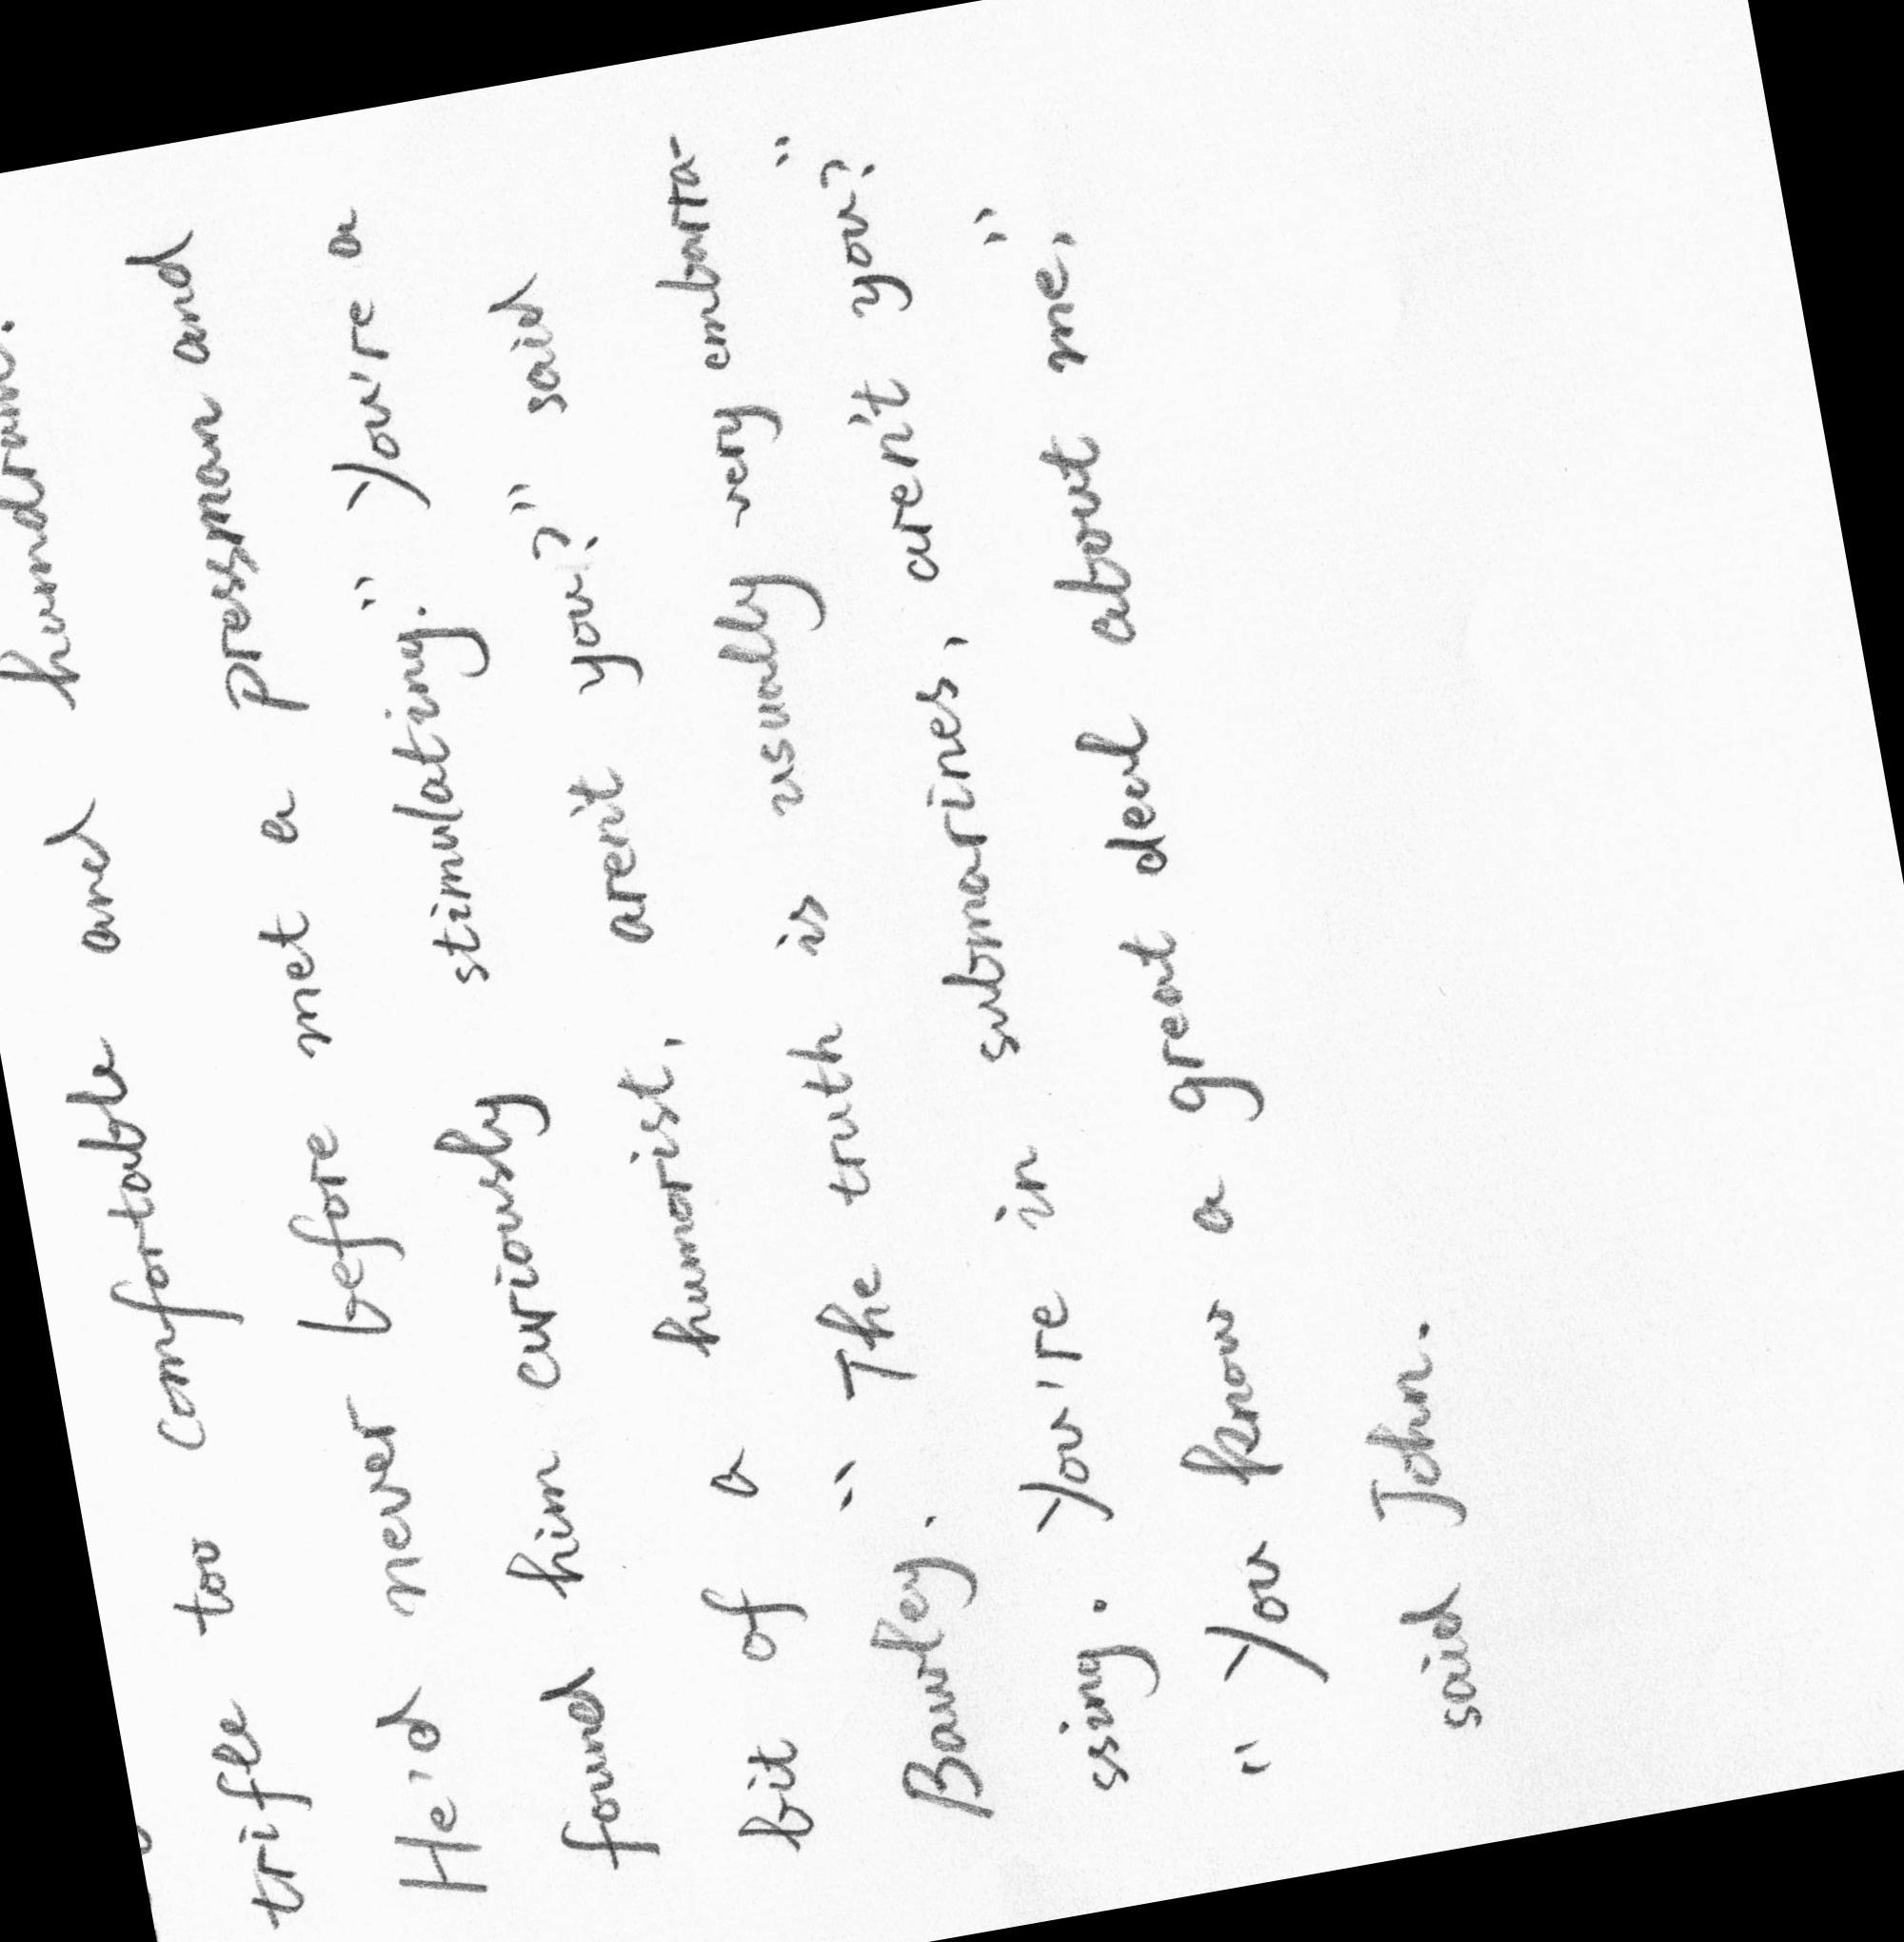 trifle too comfortable and humdrum.
He'd never before met a pressman and
found him curiously stimulating. " You're a
bit of a humorist, aren't you?" said
Bawley. " The truth is usually very embarra-
ssing. You're in submarines, aren't you? "
" You know a great deal about me, "
said John.